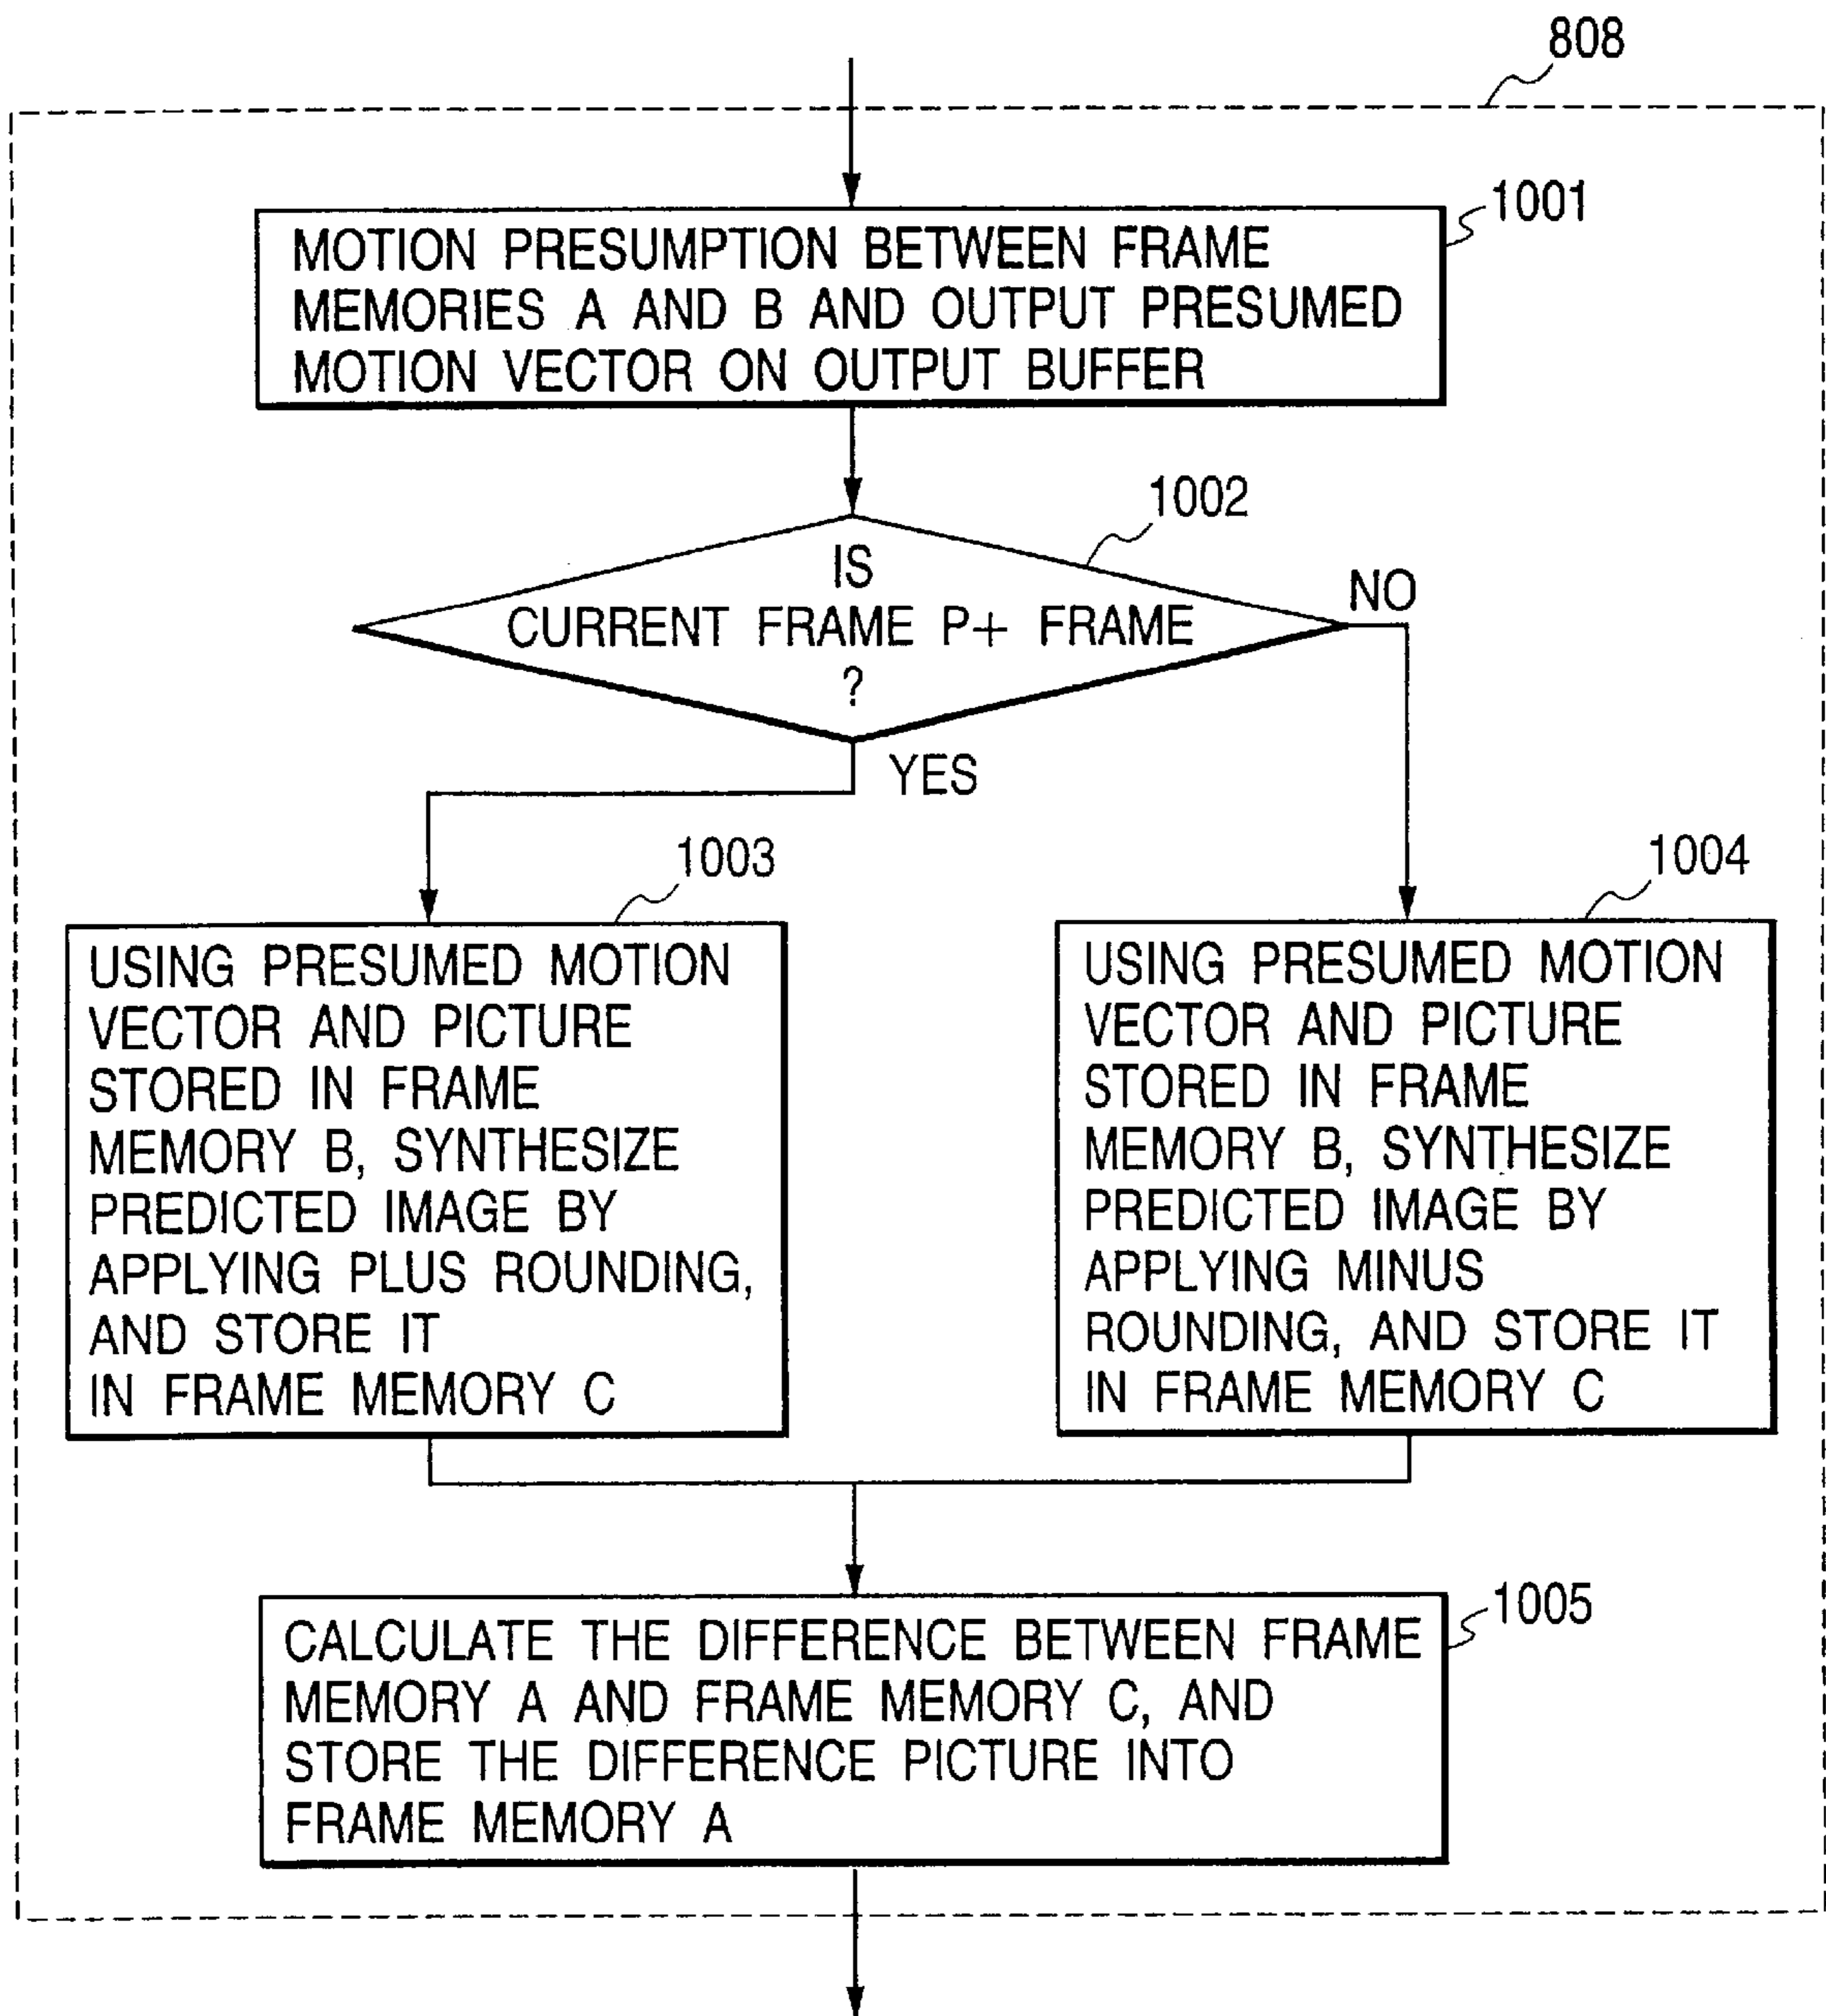 808
1001
MOTION PRESUMPTION BETWEEN FRAME
MEMORIES A AND B AND OUTPUT PRESUMED
MOTION VECTOR ON OUTPUT BUFFER
1002
IS
CURRENT FRAME P+ FRAME
?
NO
YES
1003
USING PRESUMED MOTION
VECTOR AND PICTURE
STORED IN FRAME
MEMORY B, SYNTHESIZE
PREDICTED IMAGE BY
APPLYING PLUS ROUNDING,
AND STORE IT
IN FRAME MEMORY C
1004
USING PRESUMED MOTION
VECTOR AND PICTURE
STORED IN FRAME
MEMORY B, SYNTHESIZE
PREDICTED IMAGE BY
APPLYING MINUS
ROUNDING, AND STORE IT
IN FRAME MEMORY C
1005
CALCULATE THE DIFFERENCE BETWEEN FRAME
MEMORY A AND FRAME MEMORY C, AND
STORE THE DIFFERENCE PICTURE INTO
FRAME MEMORY A